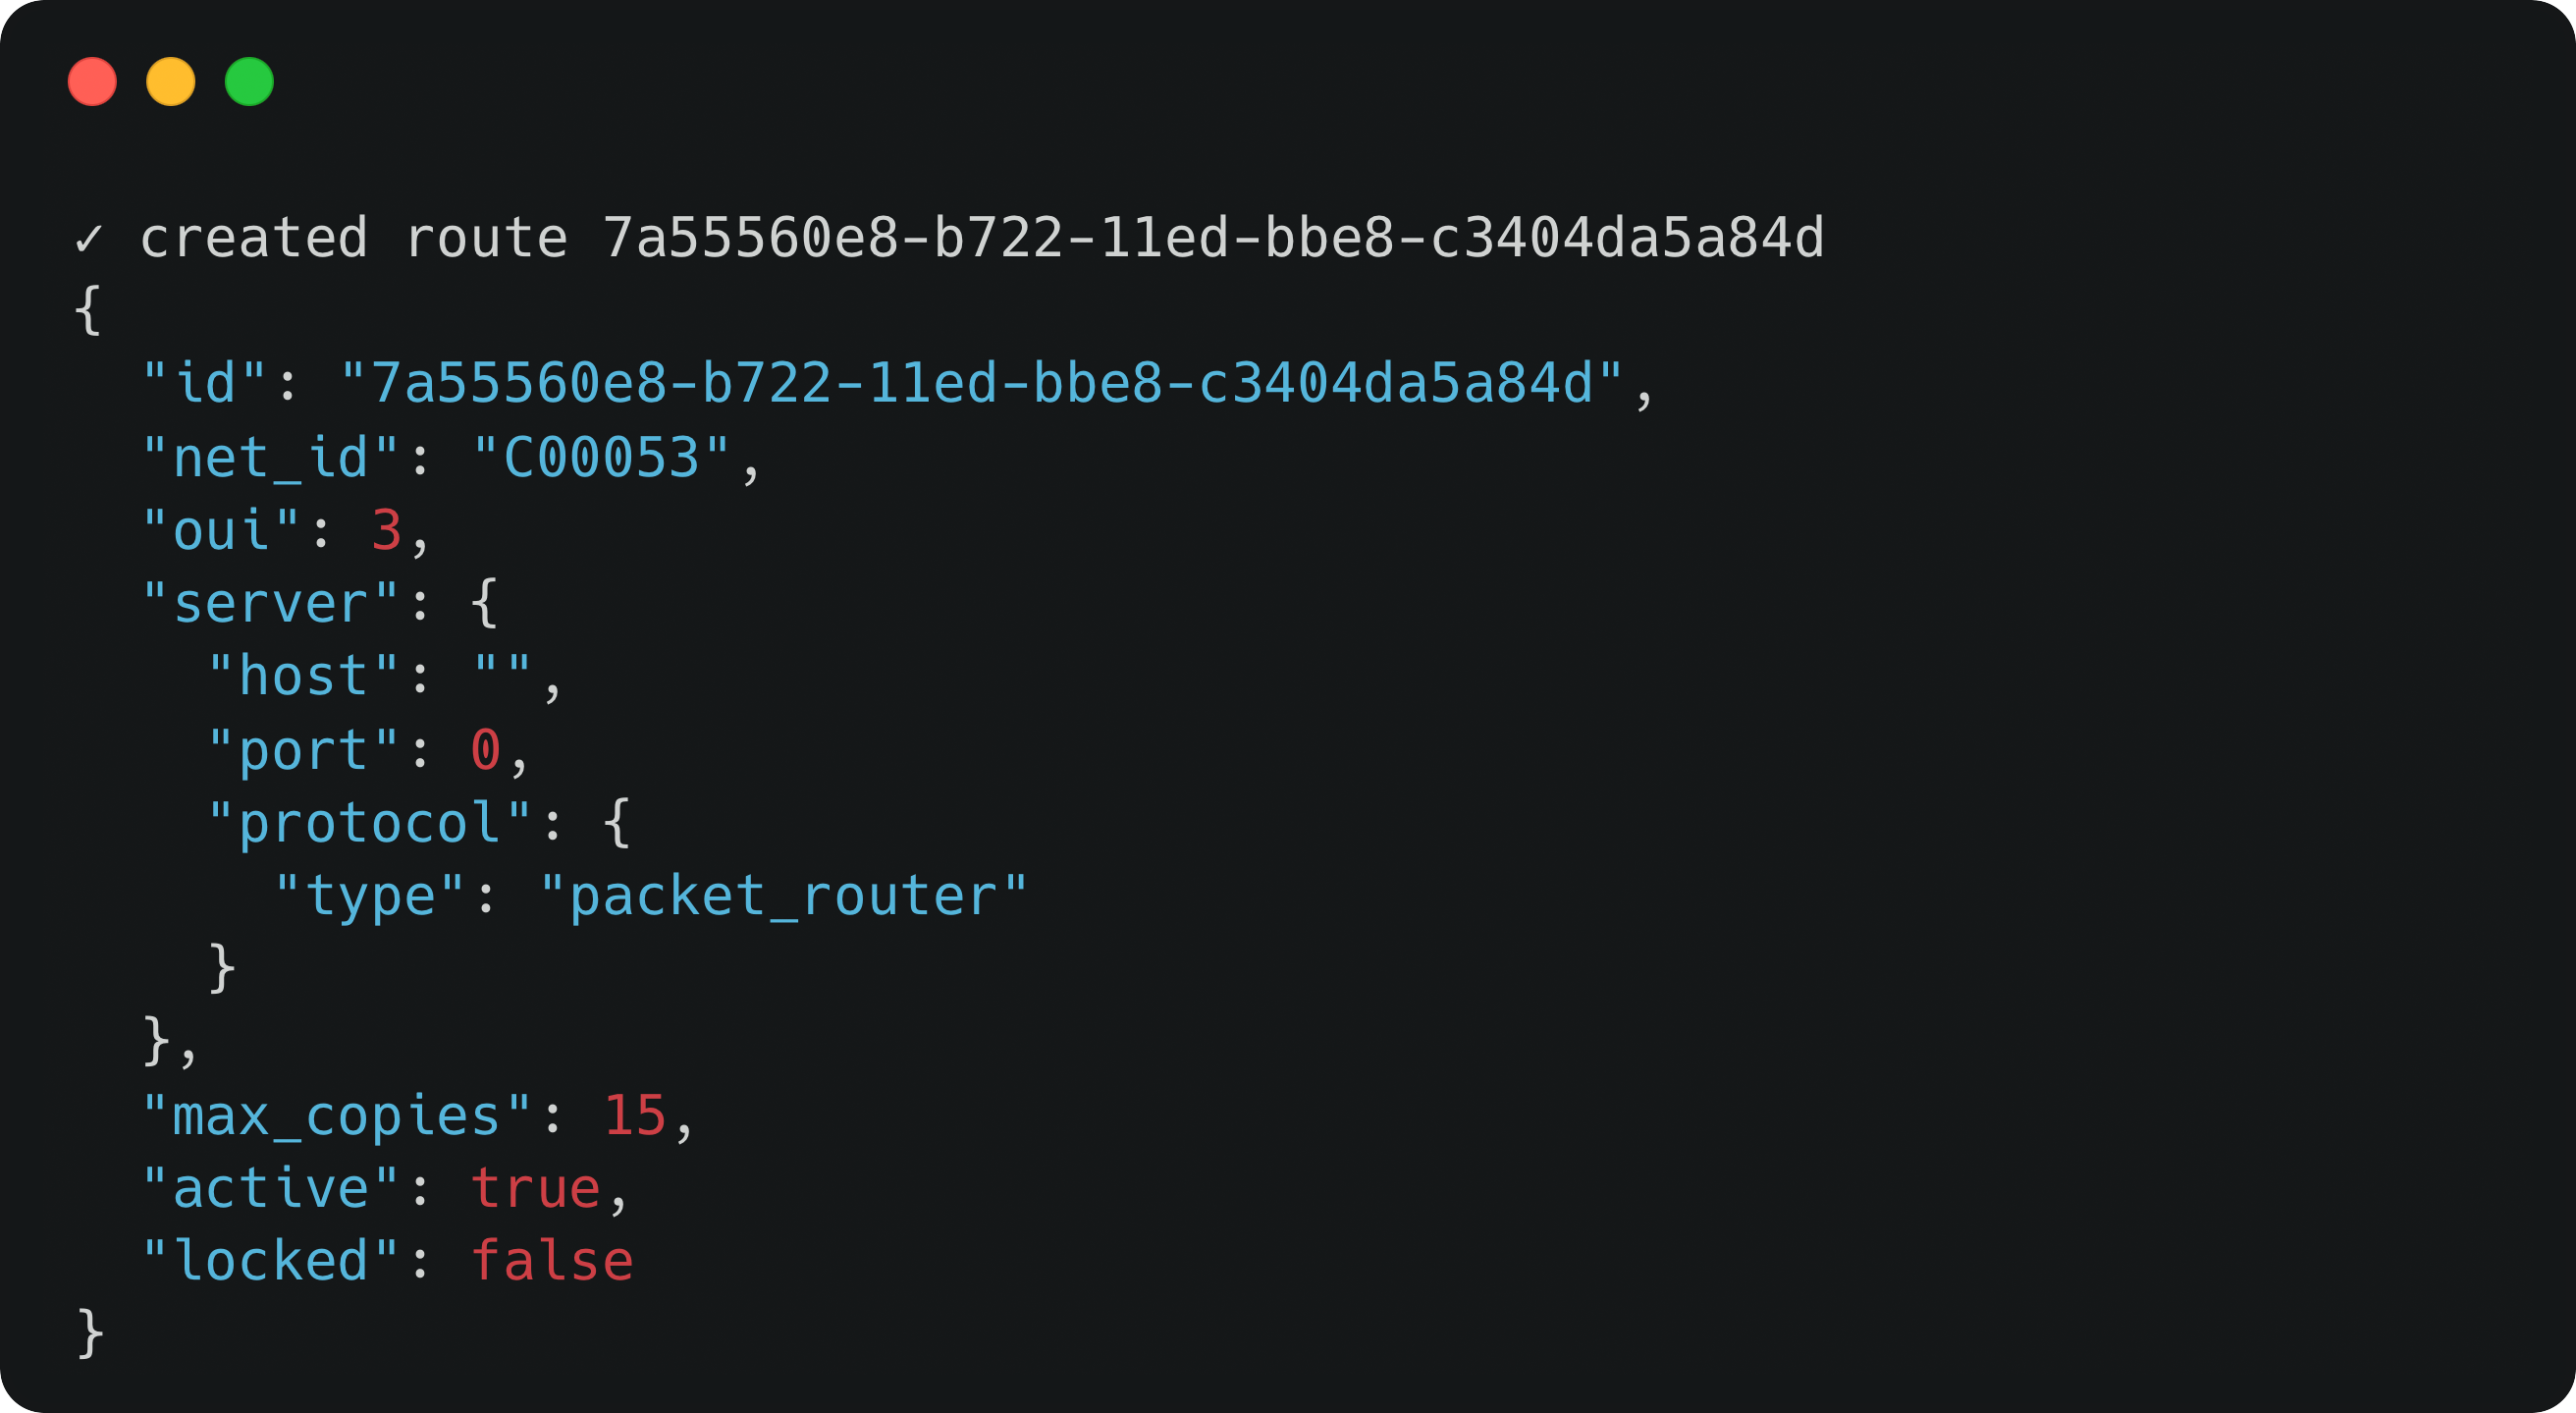 ✓ created route 7a55560e8-b722-11ed-bbe8-c3404da5a84d
{
  "id": "7a55560e8-b722-11ed-bbe8-c3404da5a84d",
  "net_id": "C00053",
  "oui": 3,
  "server": {
    "host": "",
    "port": 0,
    "protocol": {
      "type": "packet_router"
    }
  },
  "max_copies": 15,
  "active": true,
  "locked": false
}